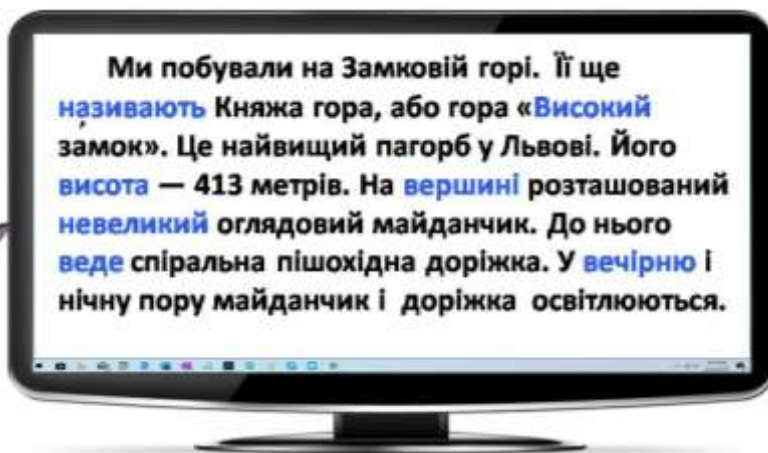 Ми побували на Замковій горі. Її ще
називають Княжа гора, або гора «Високий
за́мок». Це найвищий пагорб у Львові. Його
висота — 413 метрів. На вершині розташований
невеликий оглядовий майданчик. До нього
веде спіральна пішохідна доріжка. У вечірню і
нічну пору майданчик і доріжка освітлюються.